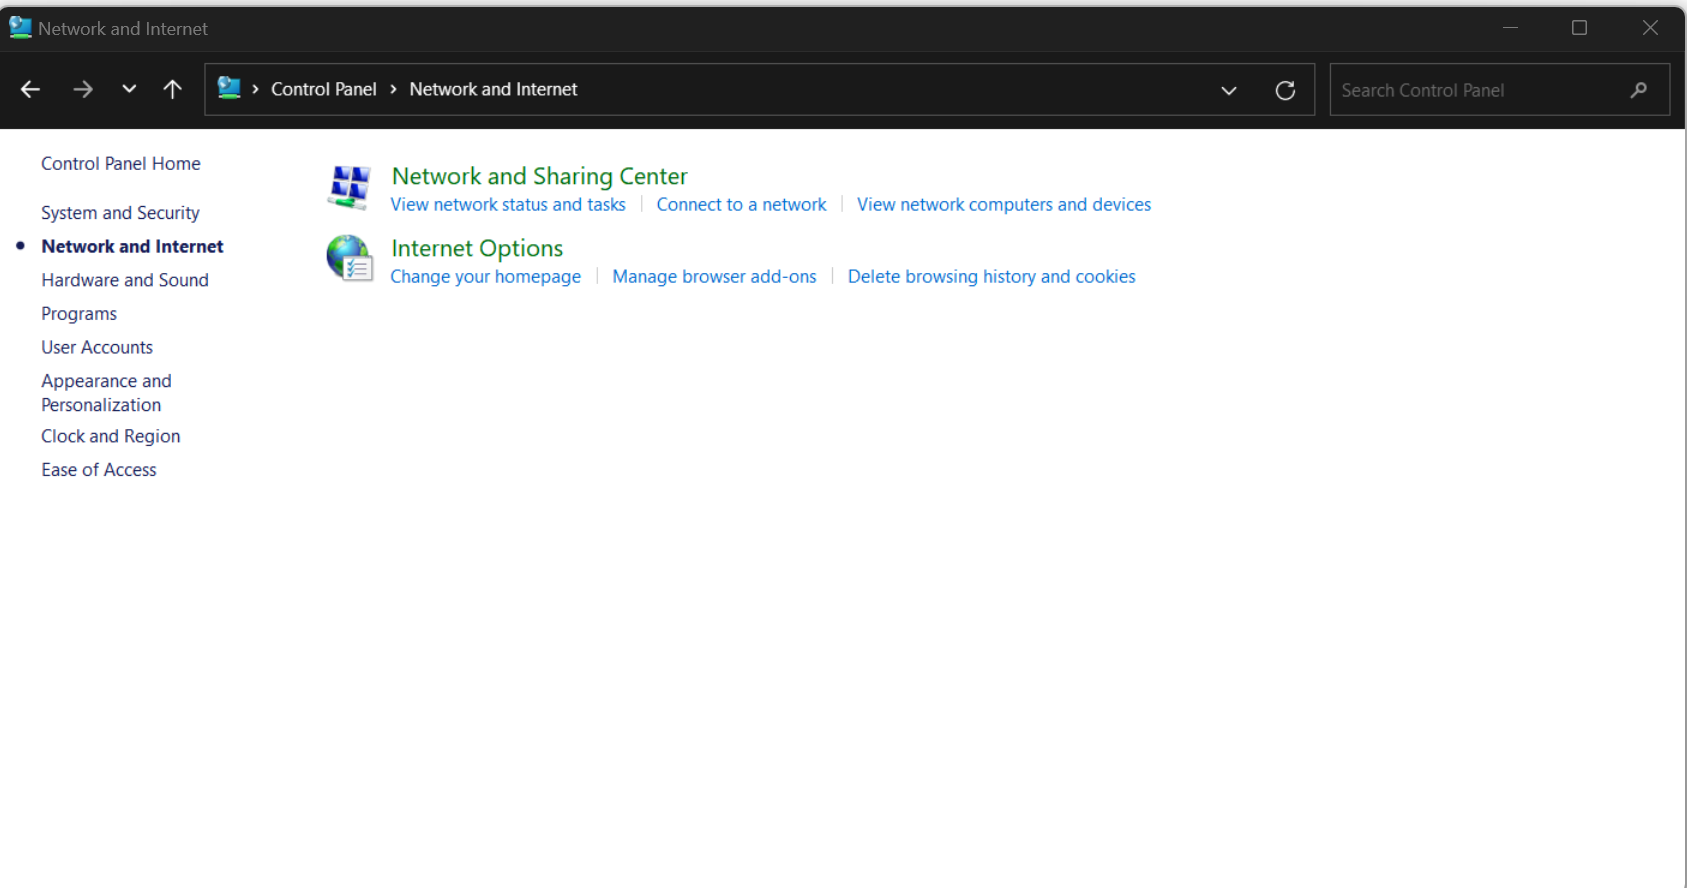 Network and Internet
Control Panel > Network and Internet
Search Control Panel
Control Panel Home
System and Security
Network and Internet
Hardware and Sound
Programs
User Accounts
Appearance and
Personalization
Clock and Region
Ease of Access
Network and Sharing Center
View network status and tasks | Connect to a network | View network computers and devices
Internet Options
Change your homepage | Manage browser add-ons | Delete browsing history and cookies